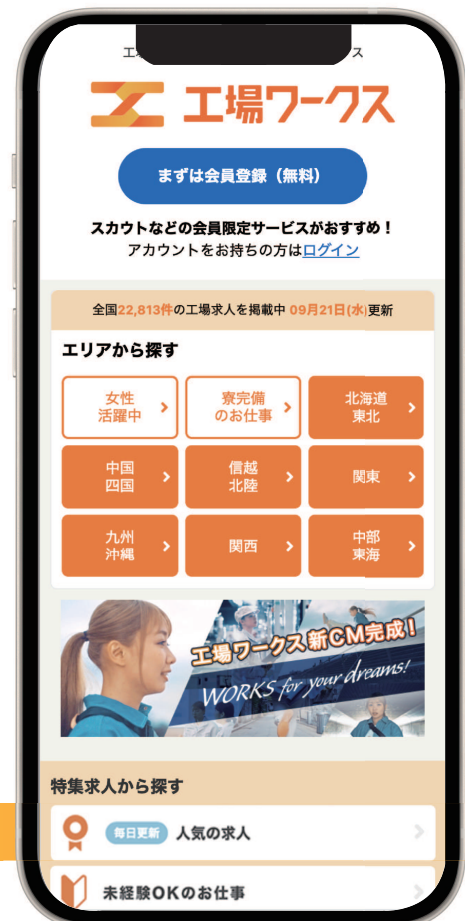 工場ワークス
まずは会員登録（無料）
スカウトなどの会員限定サービスがおすすめ！
アカウントをお持ちの方はログイン
全国22,813件の工場求人を掲載中 09月21日(水)更新
エリアから探す
女性
活躍中
寮完備
のお仕事
北海道
東北
中国
四国
信越
北陸
関東
九州
沖縄
関西
中部
東海
工場ワークス新CM完成！
WORKS for your dreams!
特集求人から探す
毎日更新 人気の求人
未経験OKのお仕事